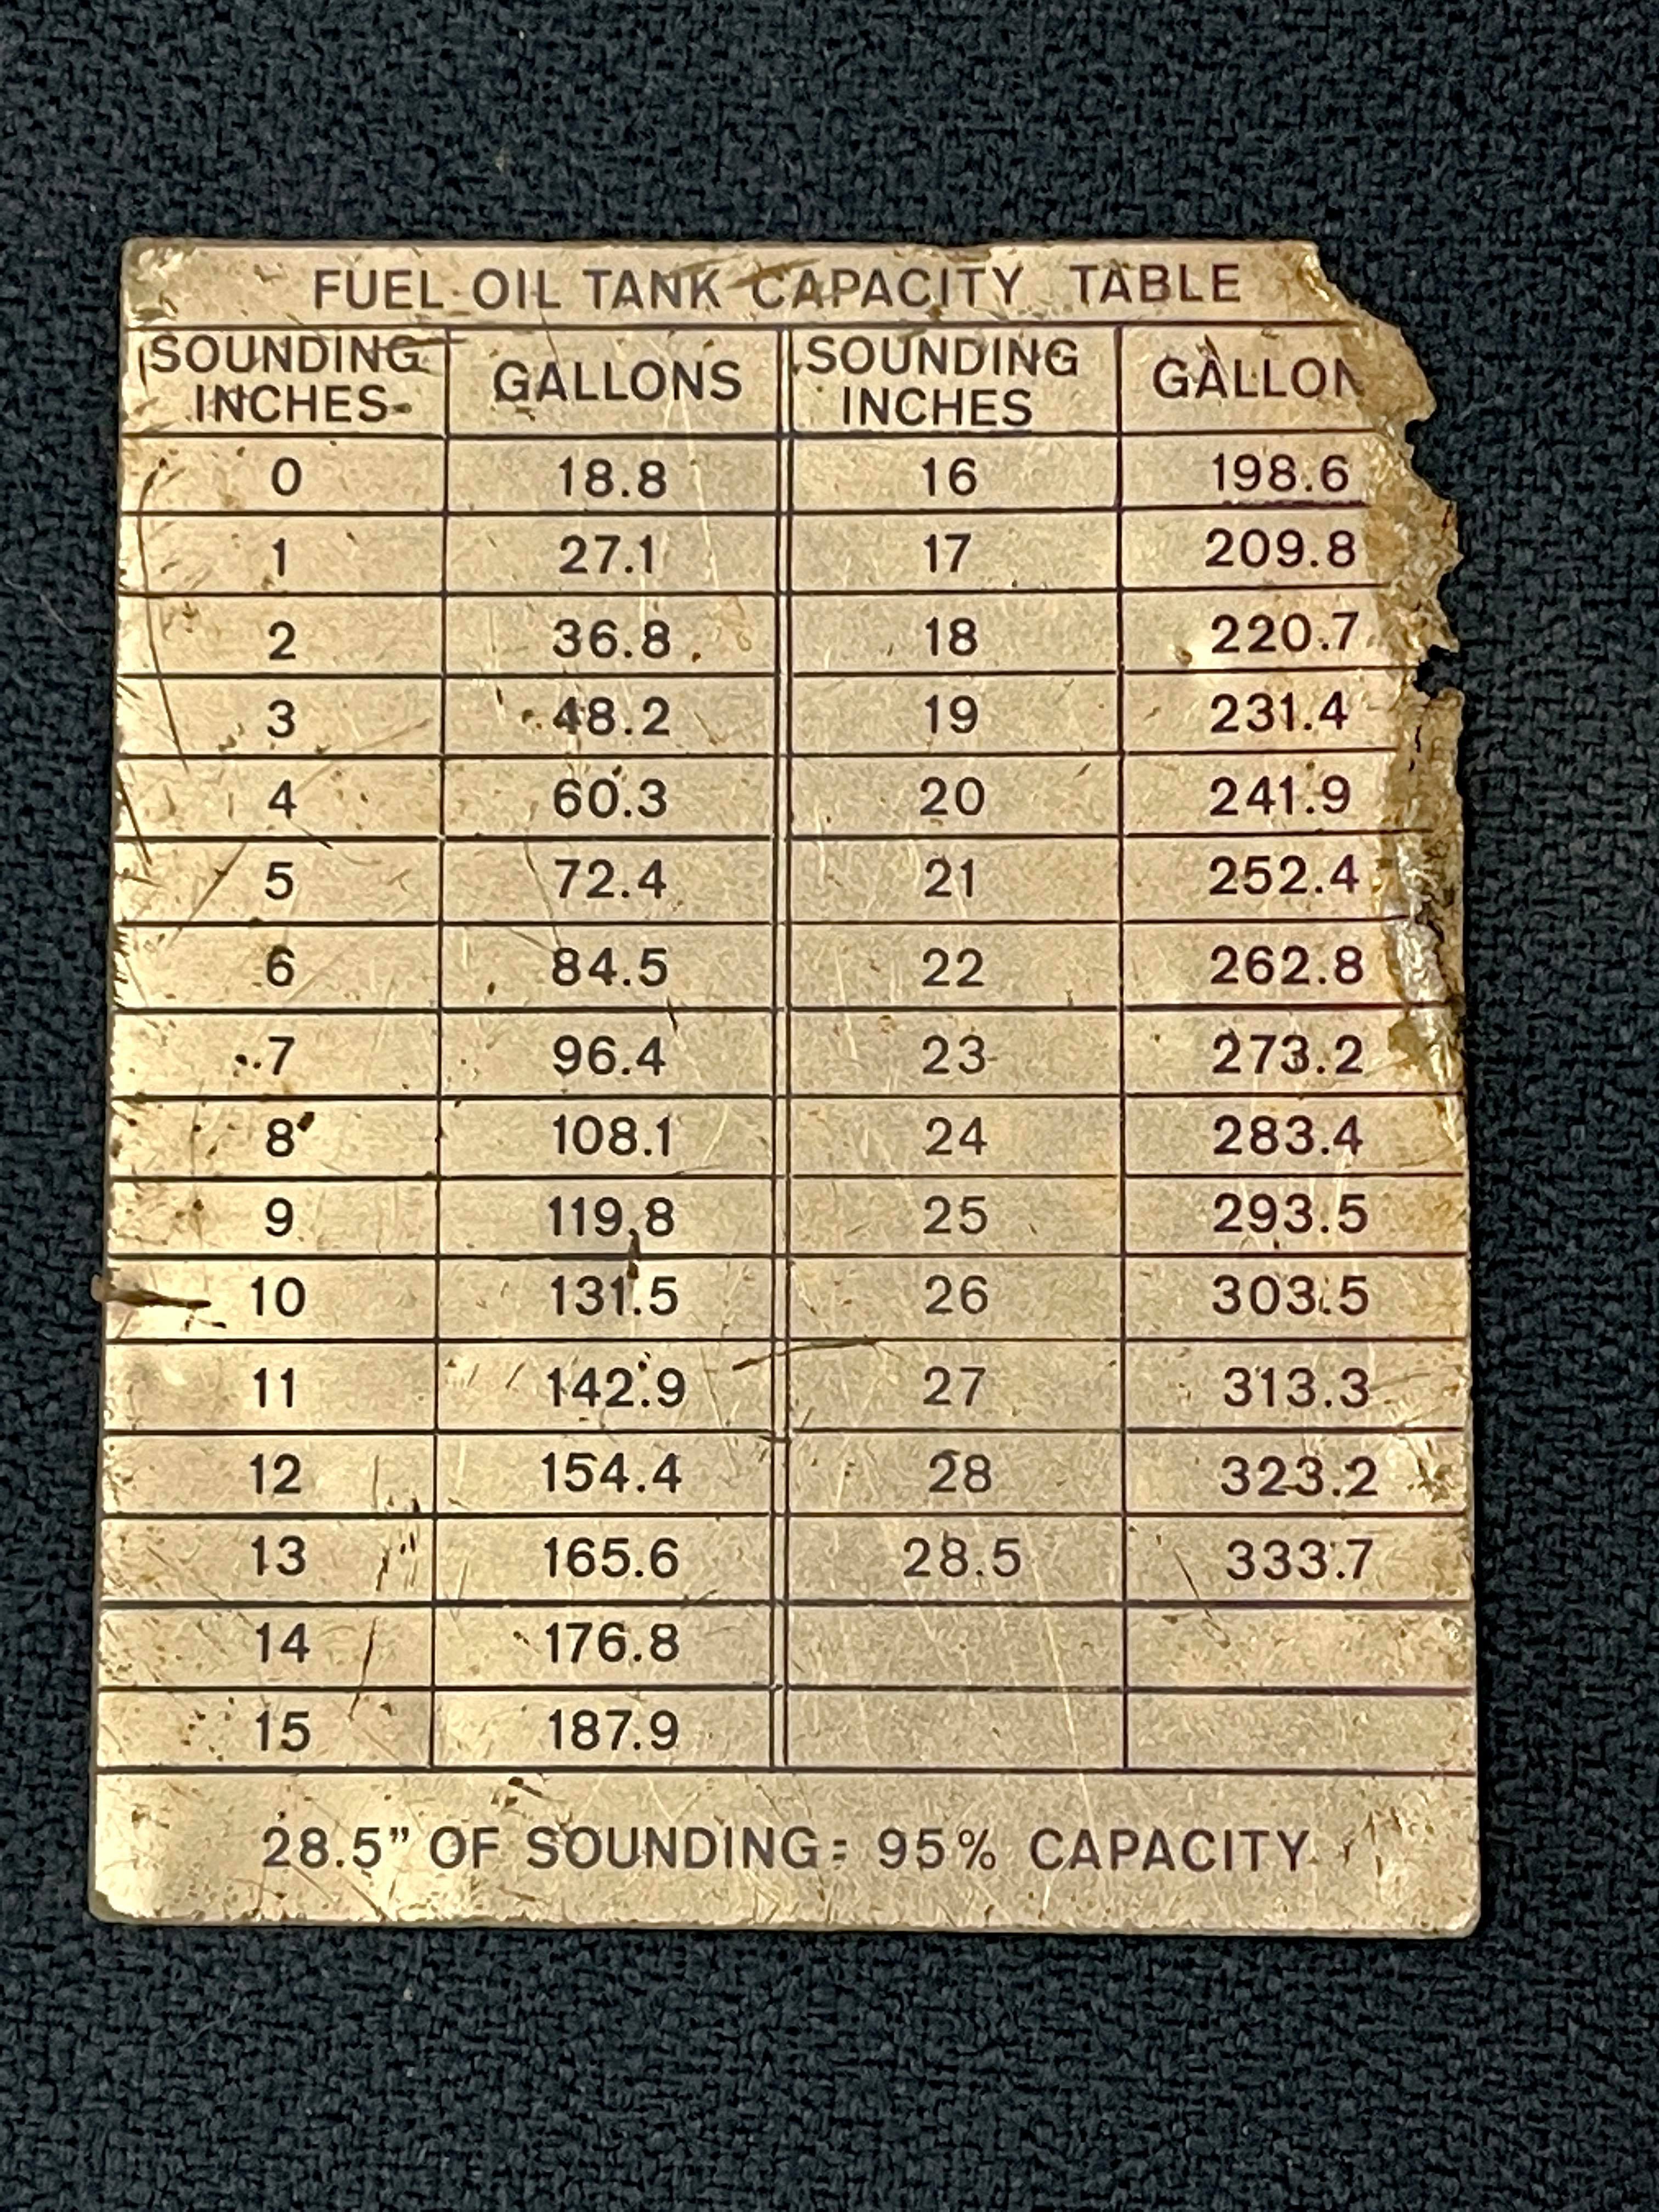 FUEL OIL TANK CAPACITY TABLE
SOUNDING INCHES GALLONS SOUNDING INCHES GALLON
0 18.8 16 198.6
1 27.1 17 209.8
2 36.8 18 220.7
3 48.2 19 231.4
4 60.3 20 241.9
5 72.4 21 252.4
6 84.5 22 262.8
7 96.4 23 273.2
8 108.1 24 283.4
9 119.8 25 293.5
10 131.5 26 303.5
11 142.9 27 313.3
12 154.4 28 323.2
13 165.6 28.5 333.7
14 176.8
15 187.9
28.5” OF SOUNDING = 95% CAPACITY